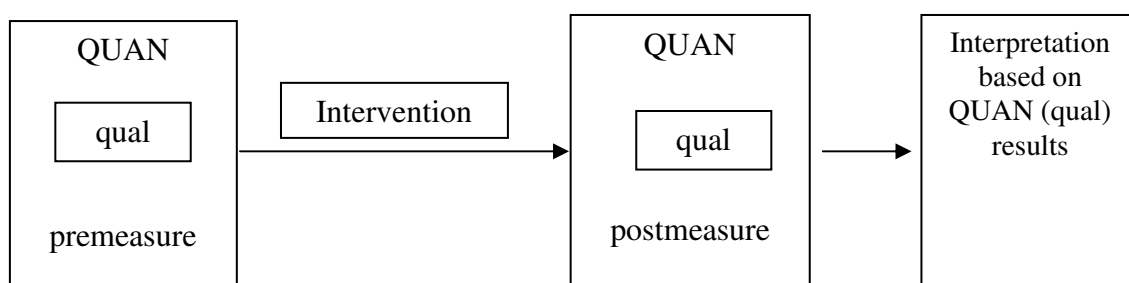 QUAN
qual
premeasure
Intervention
QUAN
qual
postmeasure
Interpretation
based on
QUAN (qual)
results